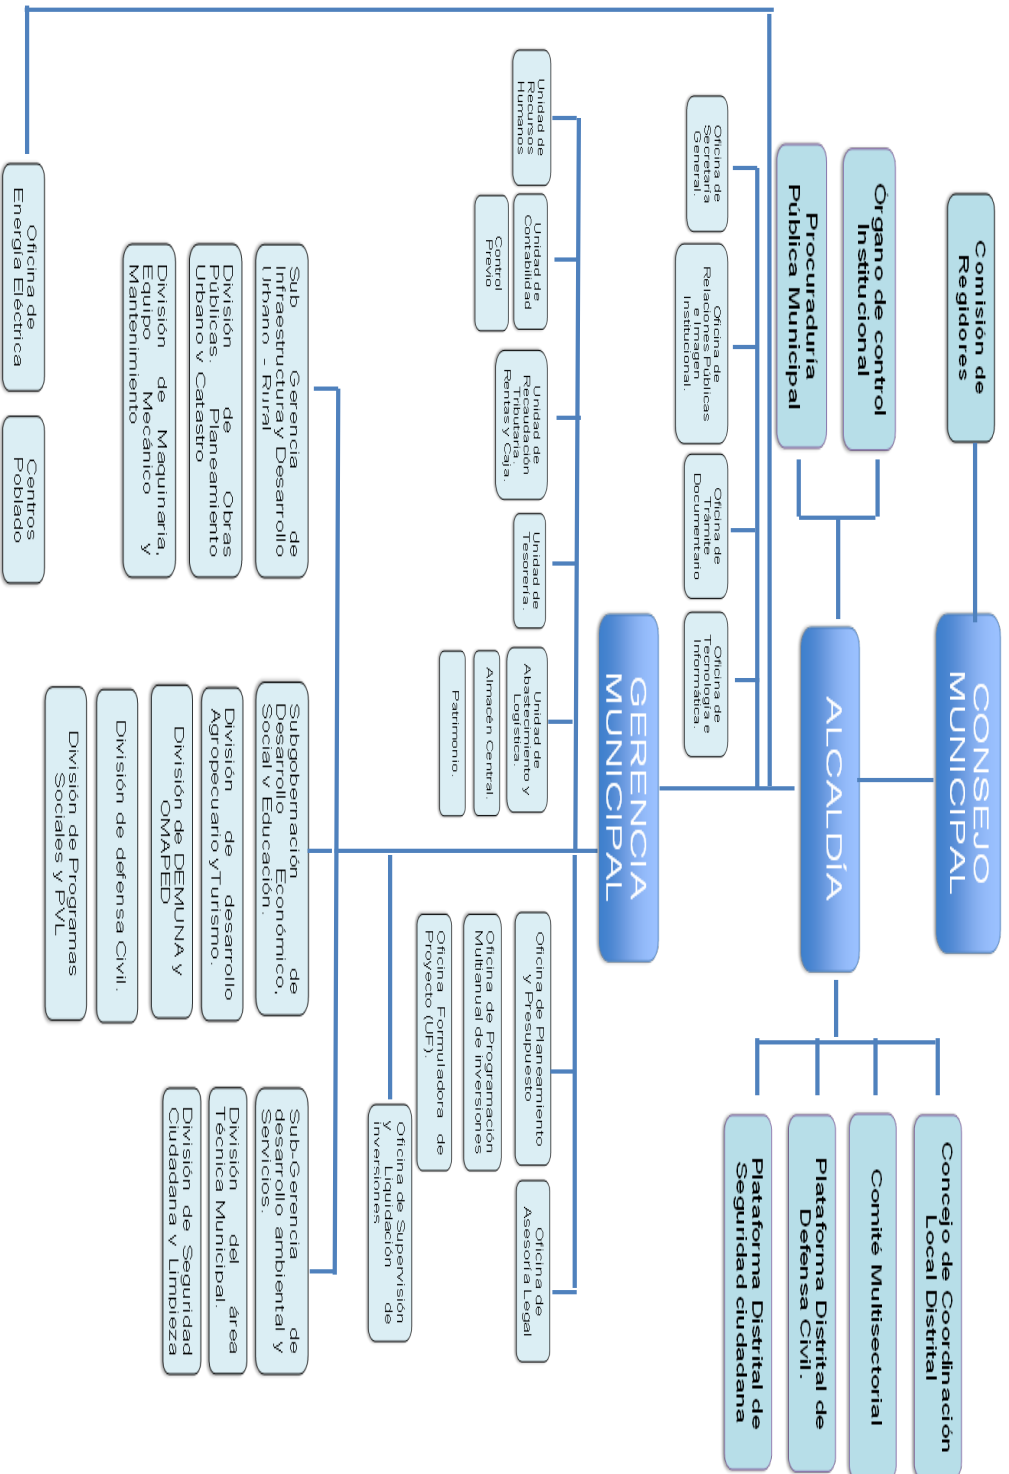 CONSEJO
MUNICIPAL
Comisión de
Regidores
Órgano de control
Institucional
Procuraduría
Pública Municipal
ALCALDÍA
Concejo de Coordinación
Local Distrital
Comité Multisectorial
Plataforma Distrital de
Defensa Civil.
Plataforma Distrital de
Seguridad ciudadana
Oficina de
Secretaría
General.
Oficina de
Relaciones Públicas
e Imagen
Institucional.
Oficina de
Trámite
Documentario
Oficina de
Tecnología e
Informática.
GERENCIA
MUNICIPAL
Unidad de
Recursos
Humanos
Unidad de
Contabilidad
Control
Previo
Unidad de
Recaudación
Tributaria,
Rentas y Caja.
Unidad de
Tesorería.
Unidad de
Abastecimiento y
Logística.
Almacén Central.
Patrimonio.
Oficina de Planeamiento
y Presupuesto
Oficina de Programación
Multianual de inversiones
Oficina Formuladora de
Proyecto (UF).
Oficina de
Asesoría Legal
Oficina de Supervisión
y Liquidación de
inversiones.
Sub Gerencia de
Infraestructura y Desarrollo
Urbano - Rural
División de Obras
Públicas. Planeamiento
Urbano y Catastro
División de Maquinaria,
Equipo Mecánico y
Mantenimiento
Subgobernación de
Desarrollo Económico,
Social y Educación.
División de desarrollo
Agropecuario yTurismo.
División de DEMUNA y
OMAPED
División de defensa Civil.
División de Programas
Sociales y PVL
Sub-Gerencia de
desarrollo ambiental y
Servicios.
División del área
Técnica Municipal.
División de Seguridad
Ciudadana y Limpieza
Oficina de
Energía Eléctrica
Centros
Poblado